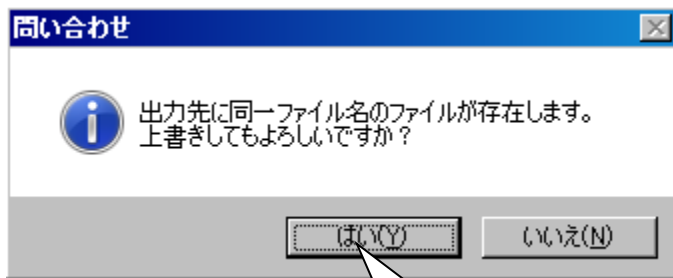 問い合わせ
出力先に同一ファイル名のファイルが存在します。
上書きしてもよろしいですか？
はい(Y)
いいえ(N)